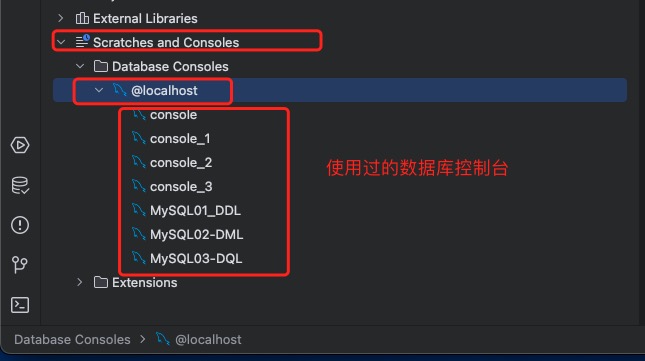 External Libraries
Scratches and Consoles
Database Consoles
@localhost
console
console_1
console_2
console_3
MySQL01_DDL
MySQL02-DML
MySQL03-DQL
使用过的数据库控制台
Extensions
Database Consoles > @localhost